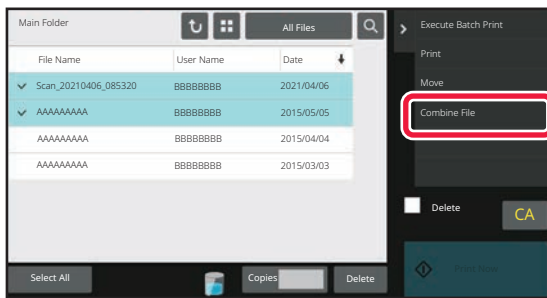 Main Folder
All Files
File Name User Name Date
Scan_20210406_085320 BBBBBBBB 2021/04/06
AAAAAAAAA BBBBBBBB 2015/05/05
AAAAAAAAA BBBBBBBB 2015/04/04
AAAAAAAAA BBBBBBBB 2015/03/03
Select All
Copies
Delete
Execute Batch Print
Print
Move
Combine File
Delete
CA
Print Now